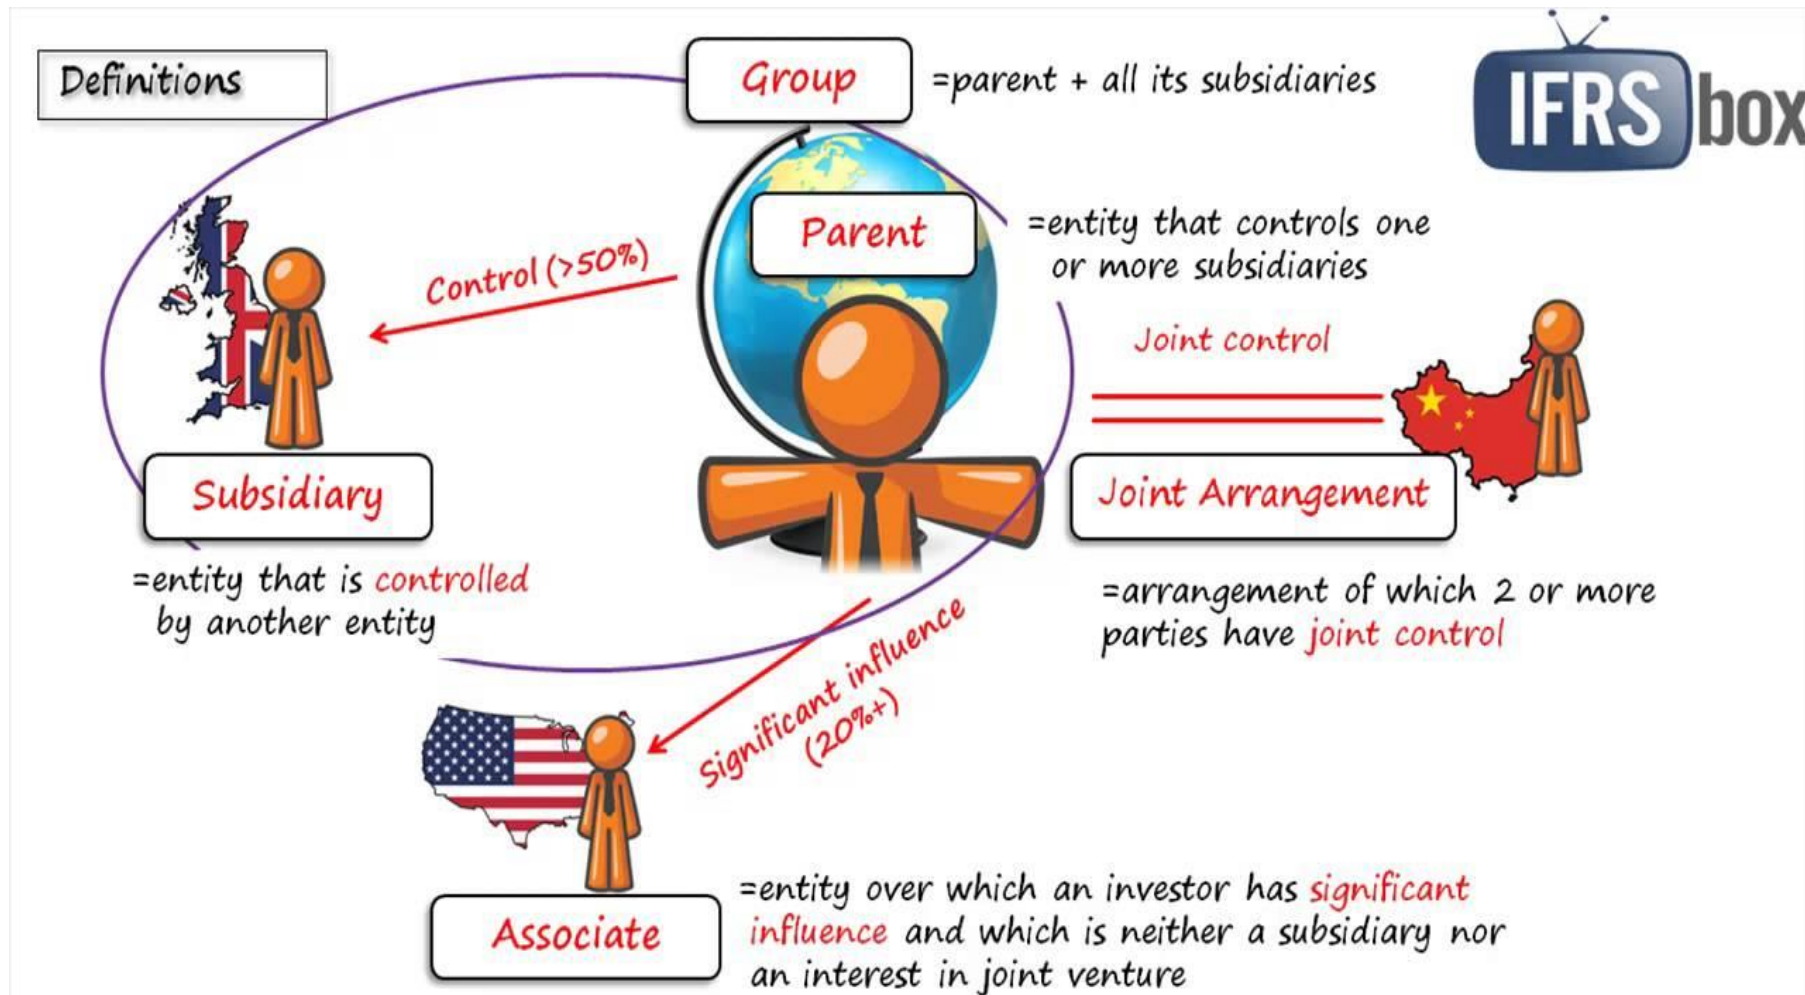 Definitions
Group
=parent + all its subsidiaries
IFRS box
Parent
=entity that controls one
or more subsidiaries
Control (>50%)
Joint control
Subsidiary
=entity that is controlled
by another entity
Joint Arrangement
=arrangement of which 2 or more
parties have joint control
Significant influence
(20%+)
Associate
=entity over which an investor has significant
influence and which is neither a subsidiary nor
an interest in joint venture